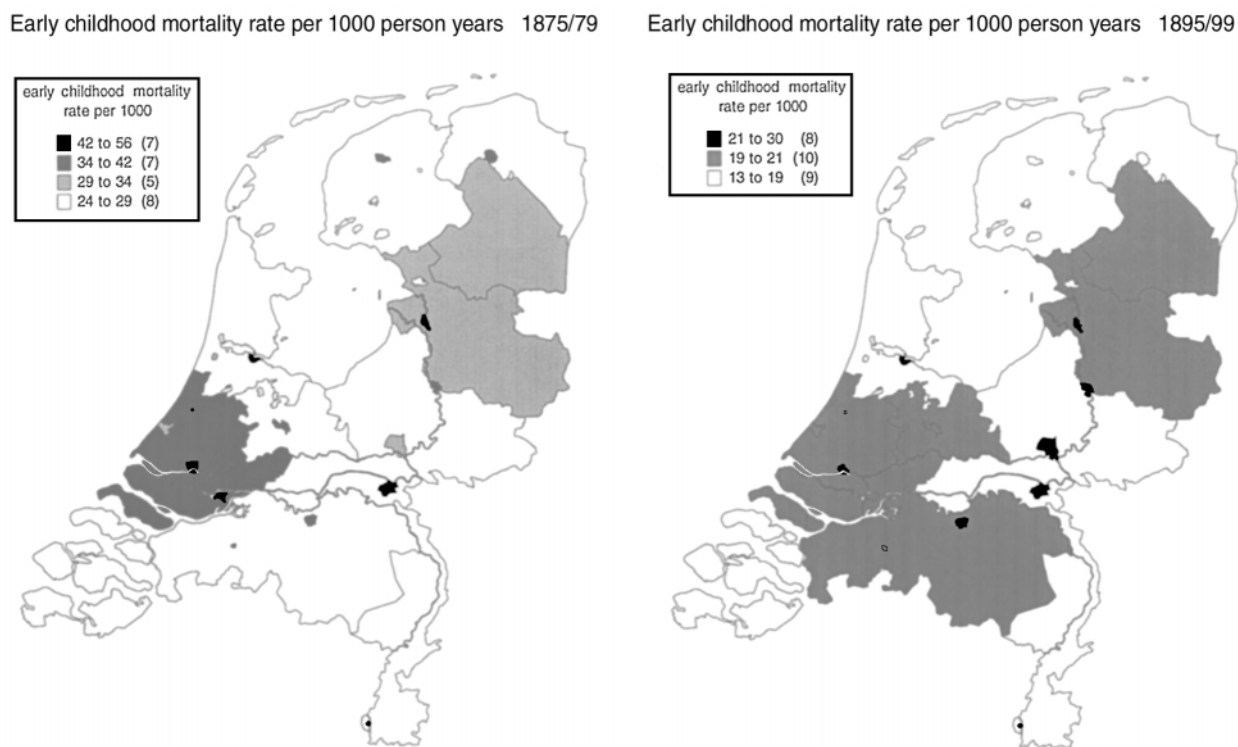 Early childhood mortality rate per 1000 person years 1875/79
early childhood mortality
rate per 1000
42 to 56 (7)
34 to 42 (7)
29 to 34 (5)
24 to 29 (8)
Early childhood mortality rate per 1000 person years 1895/99
early childhood mortality
rate per 1000
21 to 30 (8)
19 to 21 (10)
13 to 19 (9)